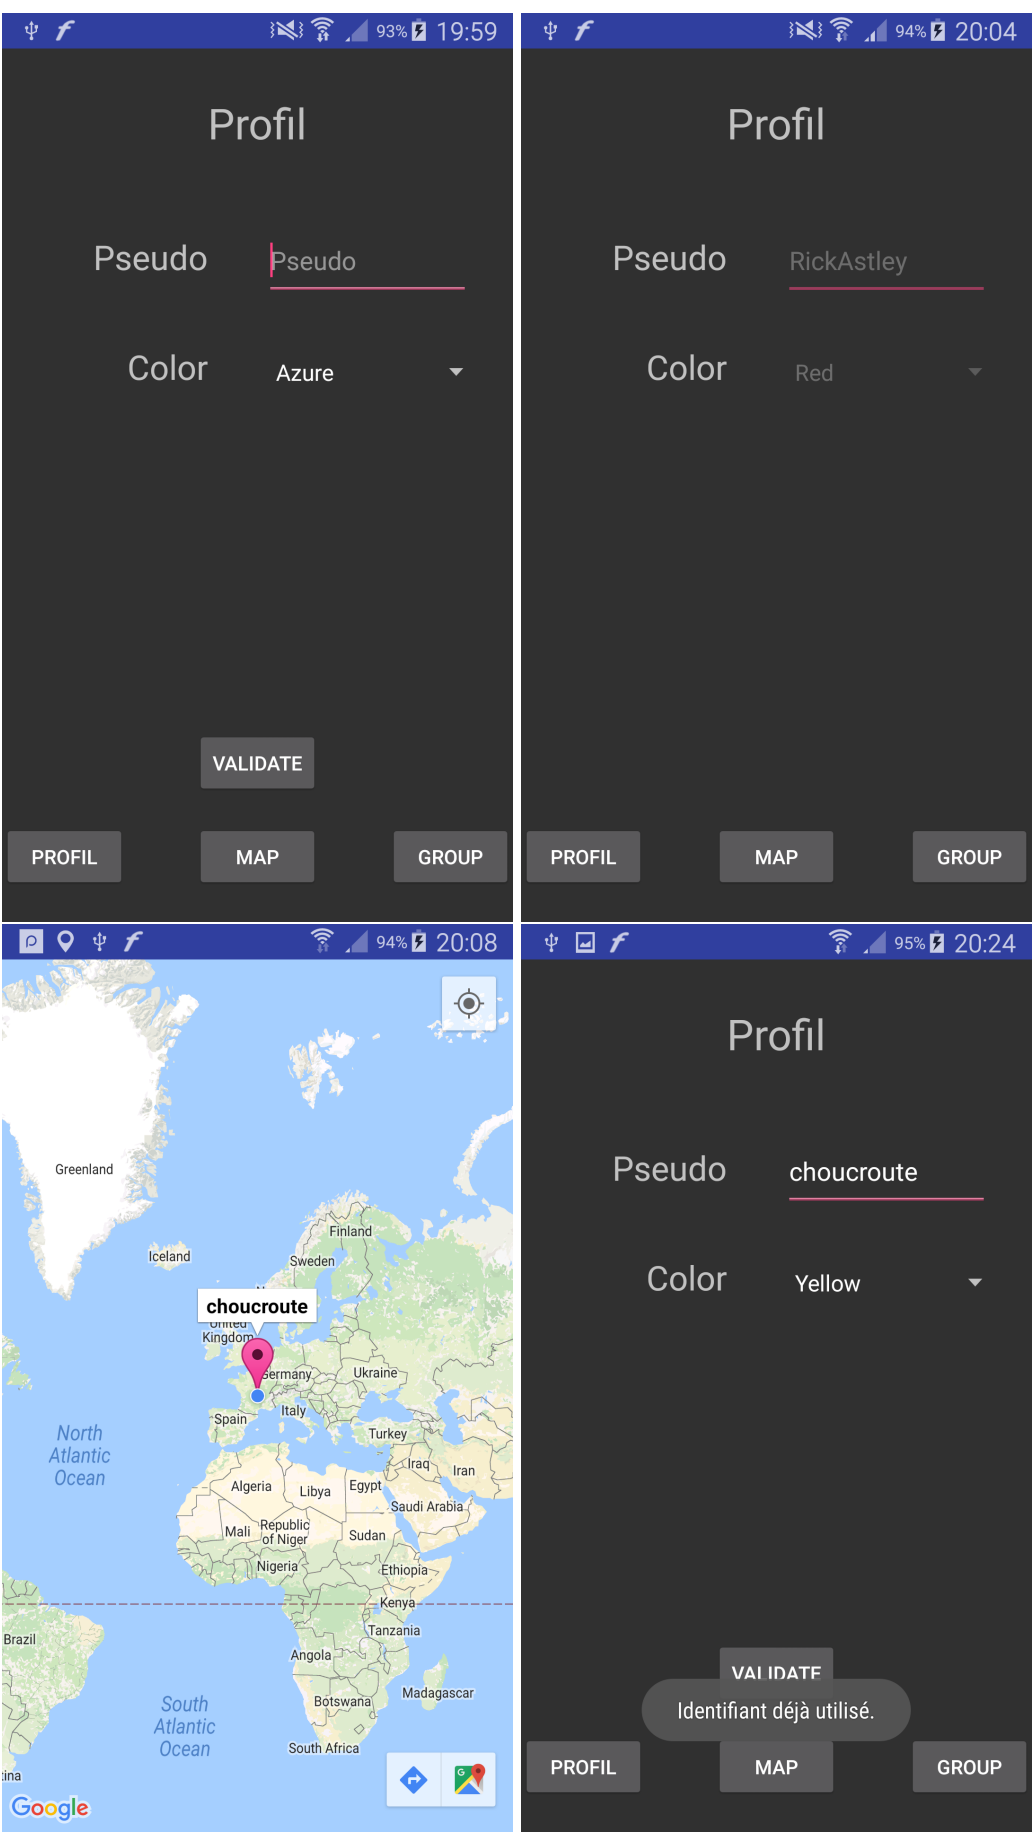 93% 19:59
Profil
Pseudo Pseudo
Color Azure
VALIDATE
PROFIL MAP GROUP
94% 20:04
Profil
Pseudo RickAstley
Color Red
PROFIL MAP GROUP
94% 20:08
Greenland
Finland
Iceland
Sweden
choucroute
United
Kingdom
Germany
Ukraine
Spain
Italy
Turkey
North
Atlantic
Ocean
Iraq
Iran
Algeria
Libya
Egypt
Saudi Arabia
Mali
Republic
of Niger
Sudan
Nigeria
Ethiopia
Kenya
Tanzania
Brazil
Angola
Madagascar
Botswana
South
Atlantic
Ocean
South Africa
ina
Google
95% 20:24
Profil
Pseudo choucroute
Color Yellow
VALIDATE
Identifiant déjà utilisé.
PROFIL MAP GROUP